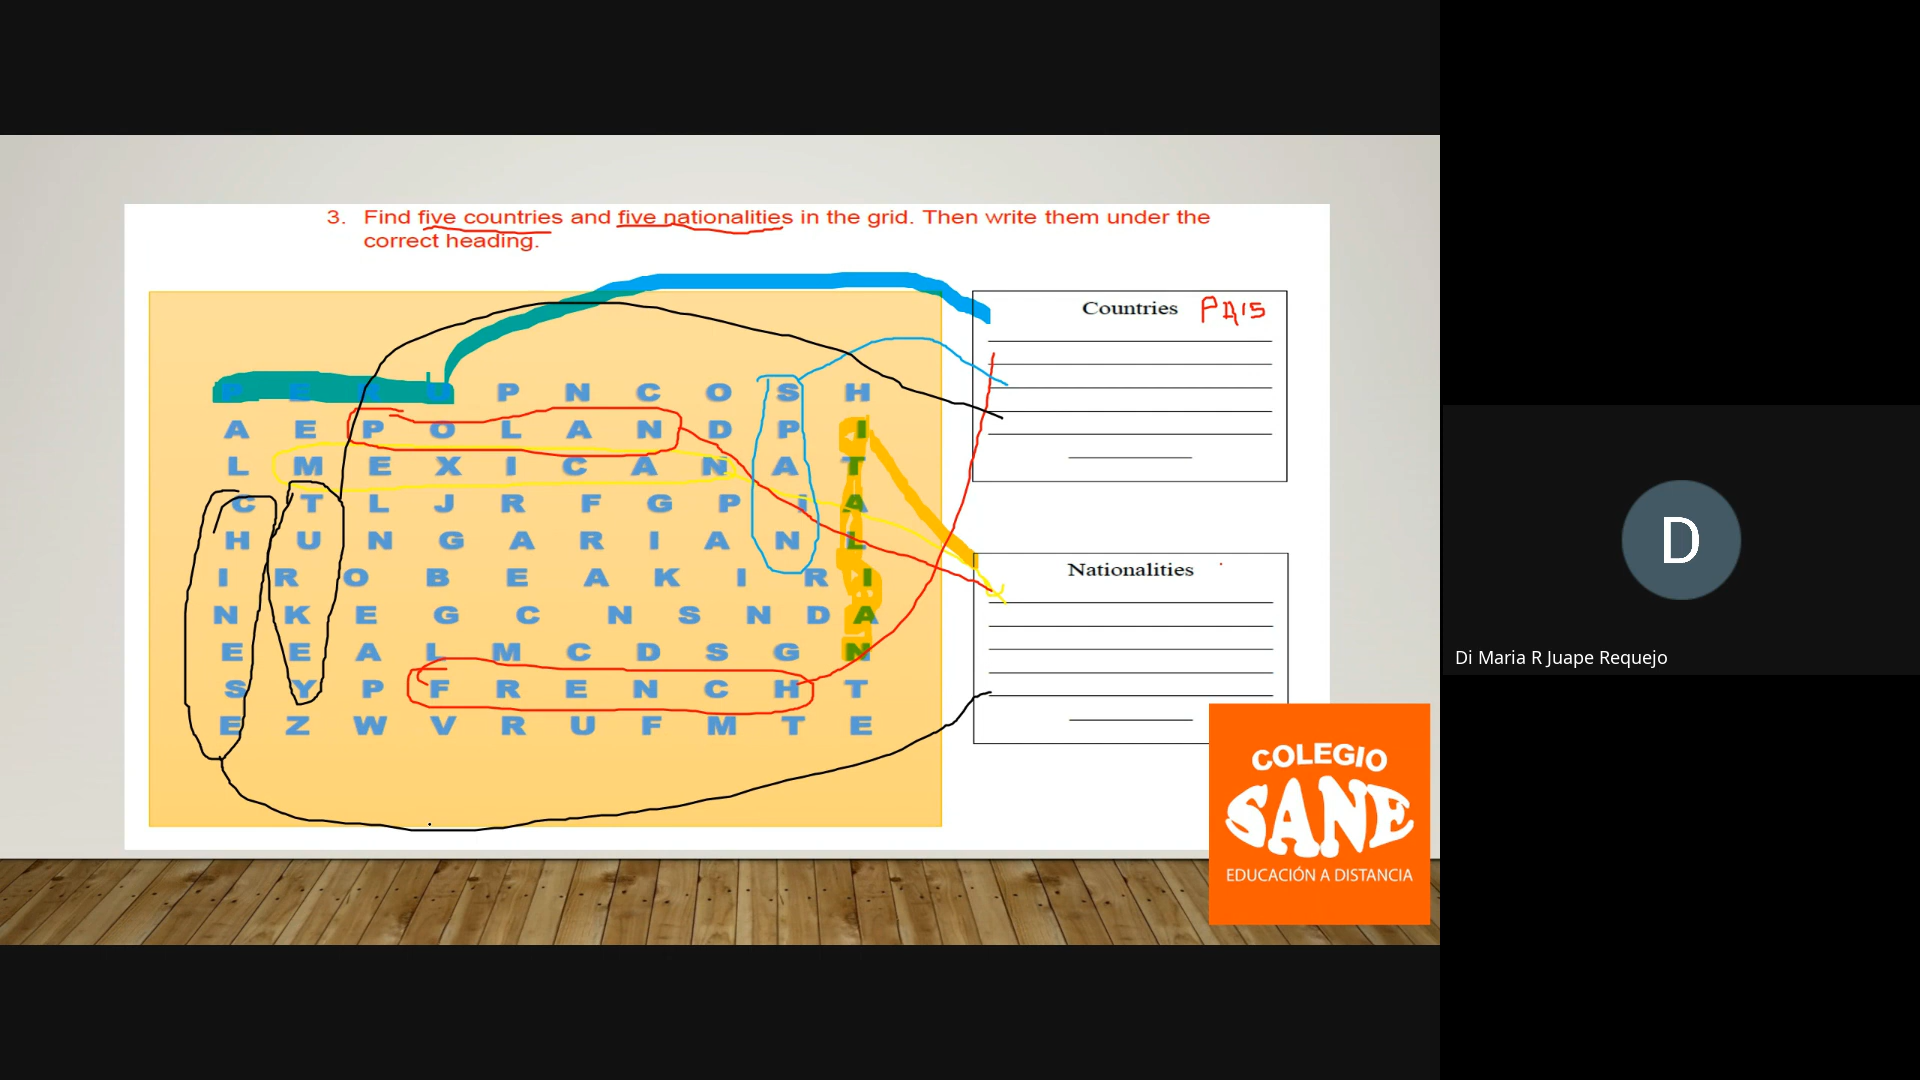 3. Find five countries and five nationalities in the grid. Then write them under the
correct heading.
Countries PAIS
P E R U P N C O S H
A E P O L A N D P I
L M E X I C A N A T
C T L J R F G P i A
H U N G A R I A N L
I R O B E A K I R I
N K E G C N S N D A
E E A L M C D S G N
S Y P F R E N C H T
E Z W V R U F M T E
Nationalities
COLEGIO
SANE
EDUCACIÓN A DISTANCIA
D
Di Maria R Juape Requejo